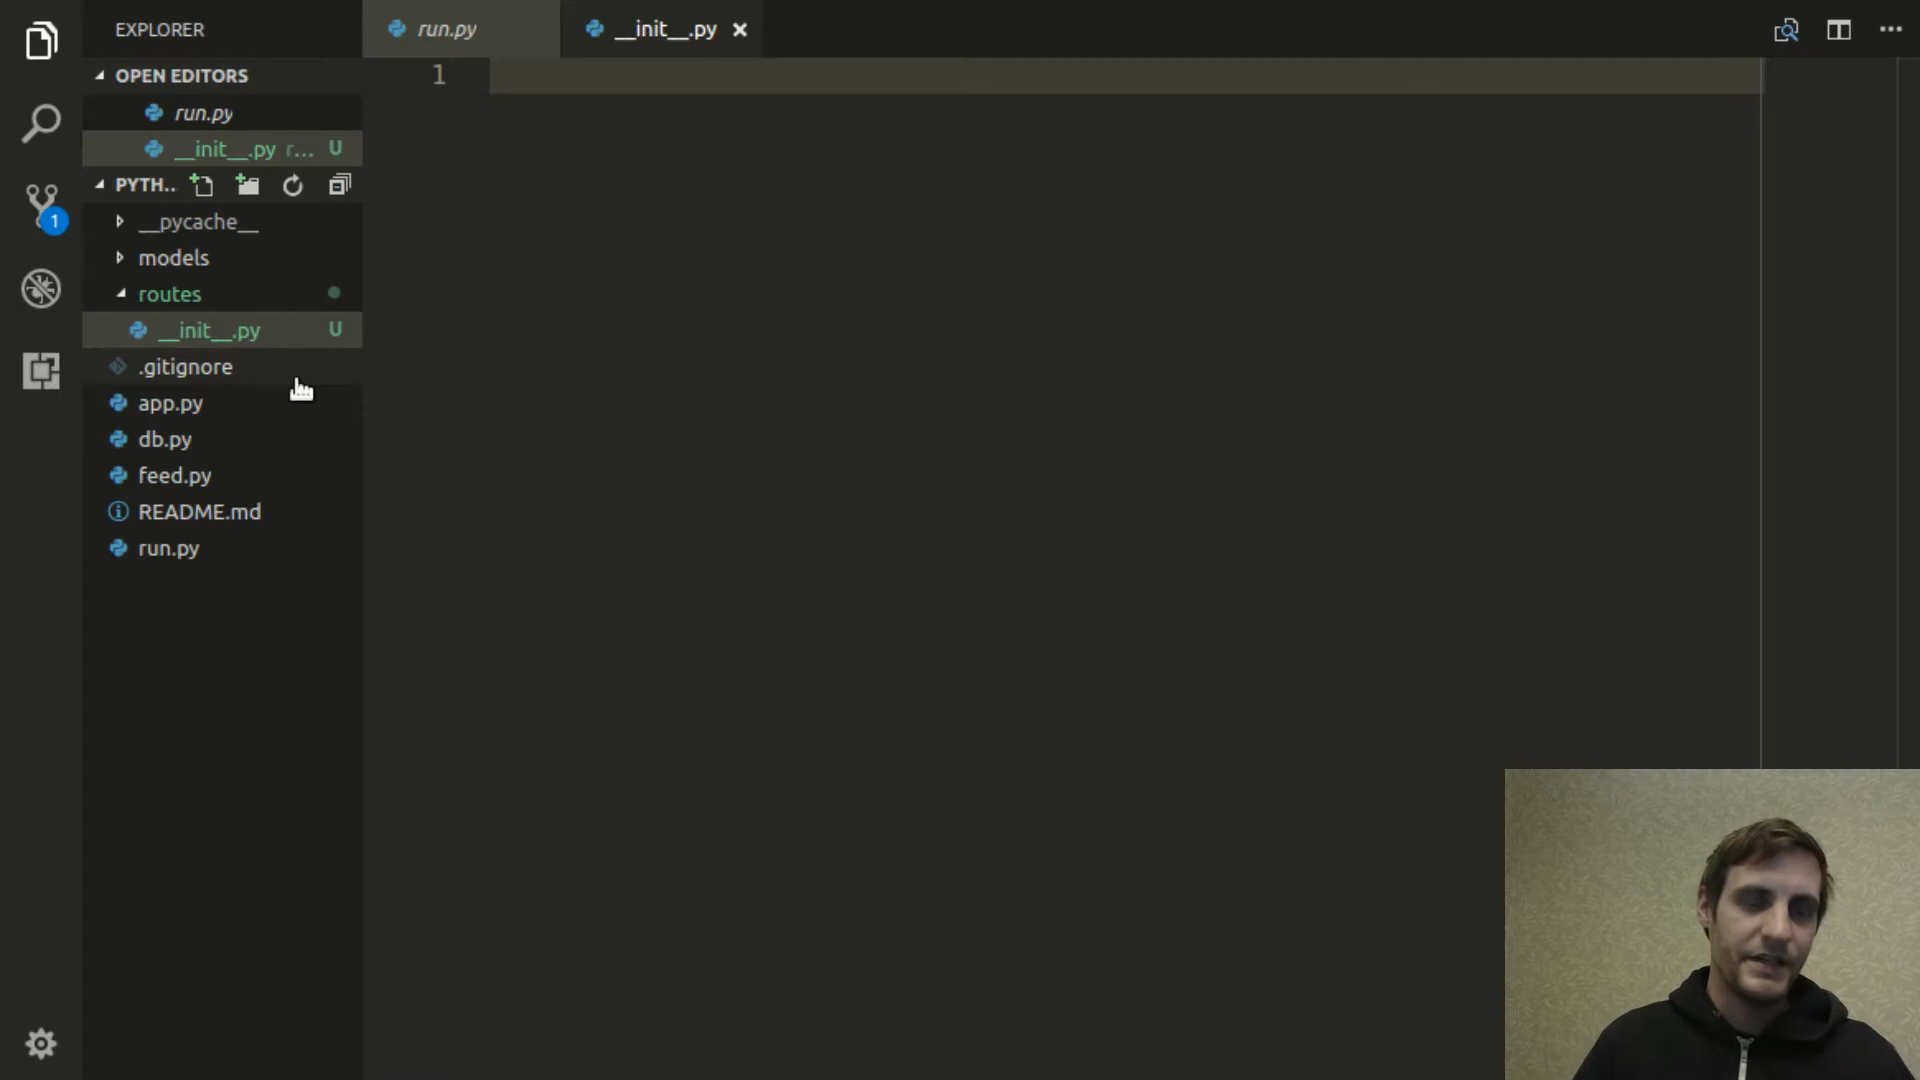 EXPLORER
run.py
__init__.py
OPEN EDITORS
run.py
__init__.py r... U
PYTH..
__pycache__
models
routes
__init__.py U
.gitignore
app.py
db.py
feed.py
README.md
run.py
1
1